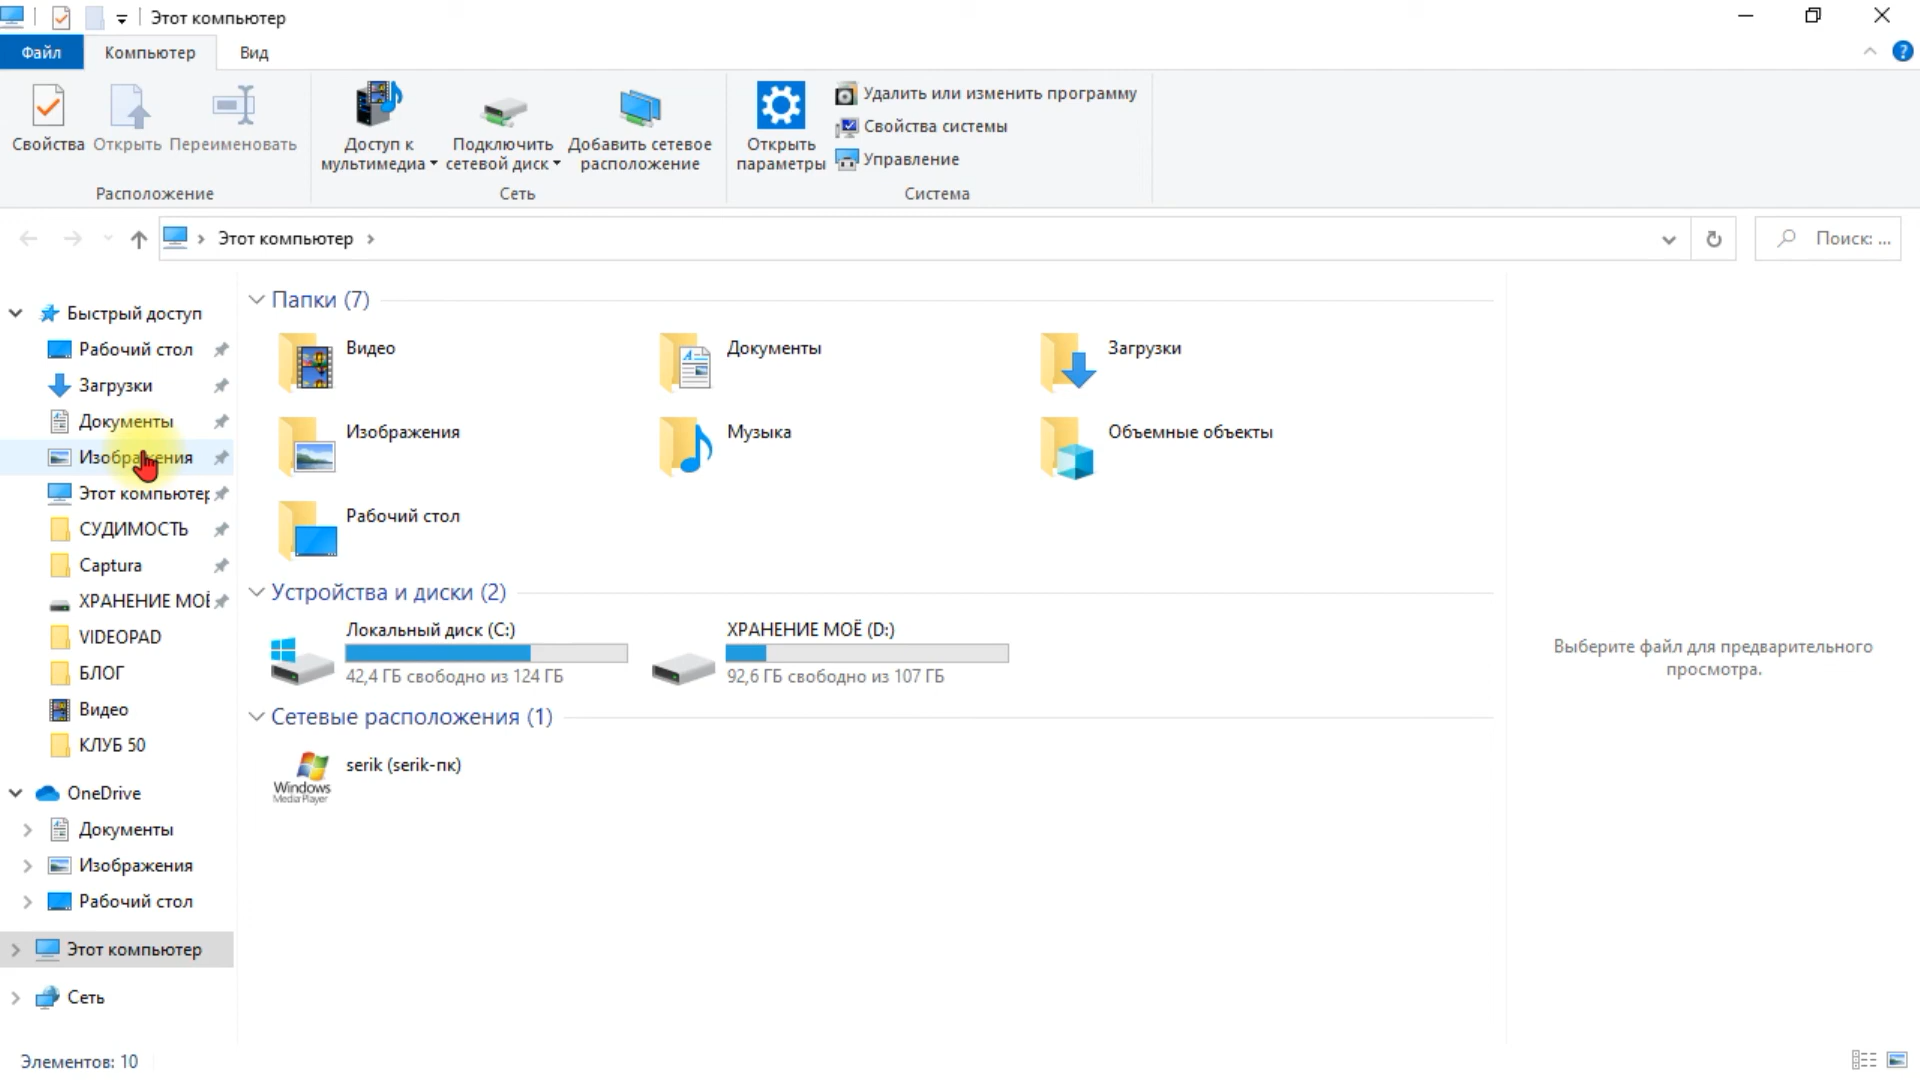 Этот компьютер
Файл
Компьютер
Вид
Свойства
Открыть
Переименовать
Доступ к
мультимедиа
Подключить
сетевой диск
Добавить сетевое
расположение
Открыть
параметры
Удалить или изменить программу
Свойства системы
Управление
Расположение
Сеть
Система
Этот компьютер
Поиск: ...
Быстрый доступ
Рабочий стол
Загрузки
Документы
Изображения
Этот компьютер
СУДИМОСТЬ
Captura
ХРАНЕНИЕ МОЁ
VIDEOPAD
БЛОГ
Видео
КЛУБ 50
OneDrive
Документы
Изображения
Рабочий стол
Этот компьютер
Сеть
Папки (7)
Видео
Документы
Загрузки
Изображения
Музыка
Объемные объекты
Рабочий стол
Устройства и диски (2)
Локальный диск (C:)
42,4 ГБ свободно из 124 ГБ
ХРАНЕНИЕ МОЁ (D:)
92,6 ГБ свободно из 107 ГБ
Сетевые расположения (1)
Windows
Media Player
serik (serik-пк)
Выберите файл для предварительного
просмотра.
Элементов: 10